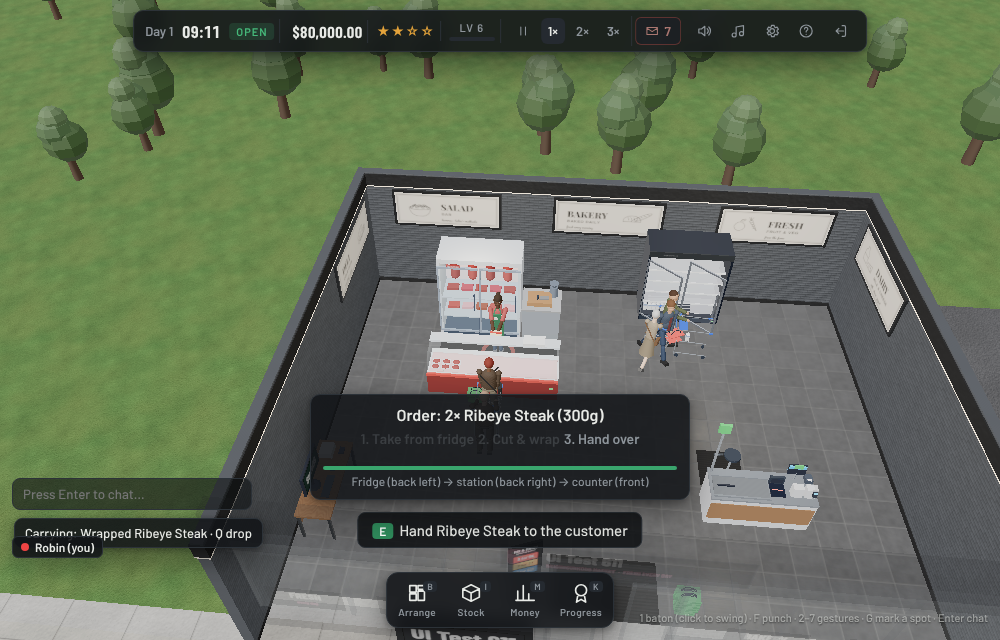 Day 1 09:11 OPEN $80,000.00 LV 6 1× 2× 3× 7
SALAD
BAKERY
FRESH
Order: 2× Ribeye Steak (300g)
1. Take from fridge 2. Cut & wrap 3. Hand over
Fridge (back left) → station (back right) → counter (front)
Press Enter to chat...
Carrying: Wrapped Ribeye Steak · Q drop
Robin (you)
E Hand Ribeye Steak to the customer
B I M K
Arrange Stock Money Progress
1 baton (click to swing) · F punch · 2-7 gestures · G mark a spot · Enter chat
UI Test Off